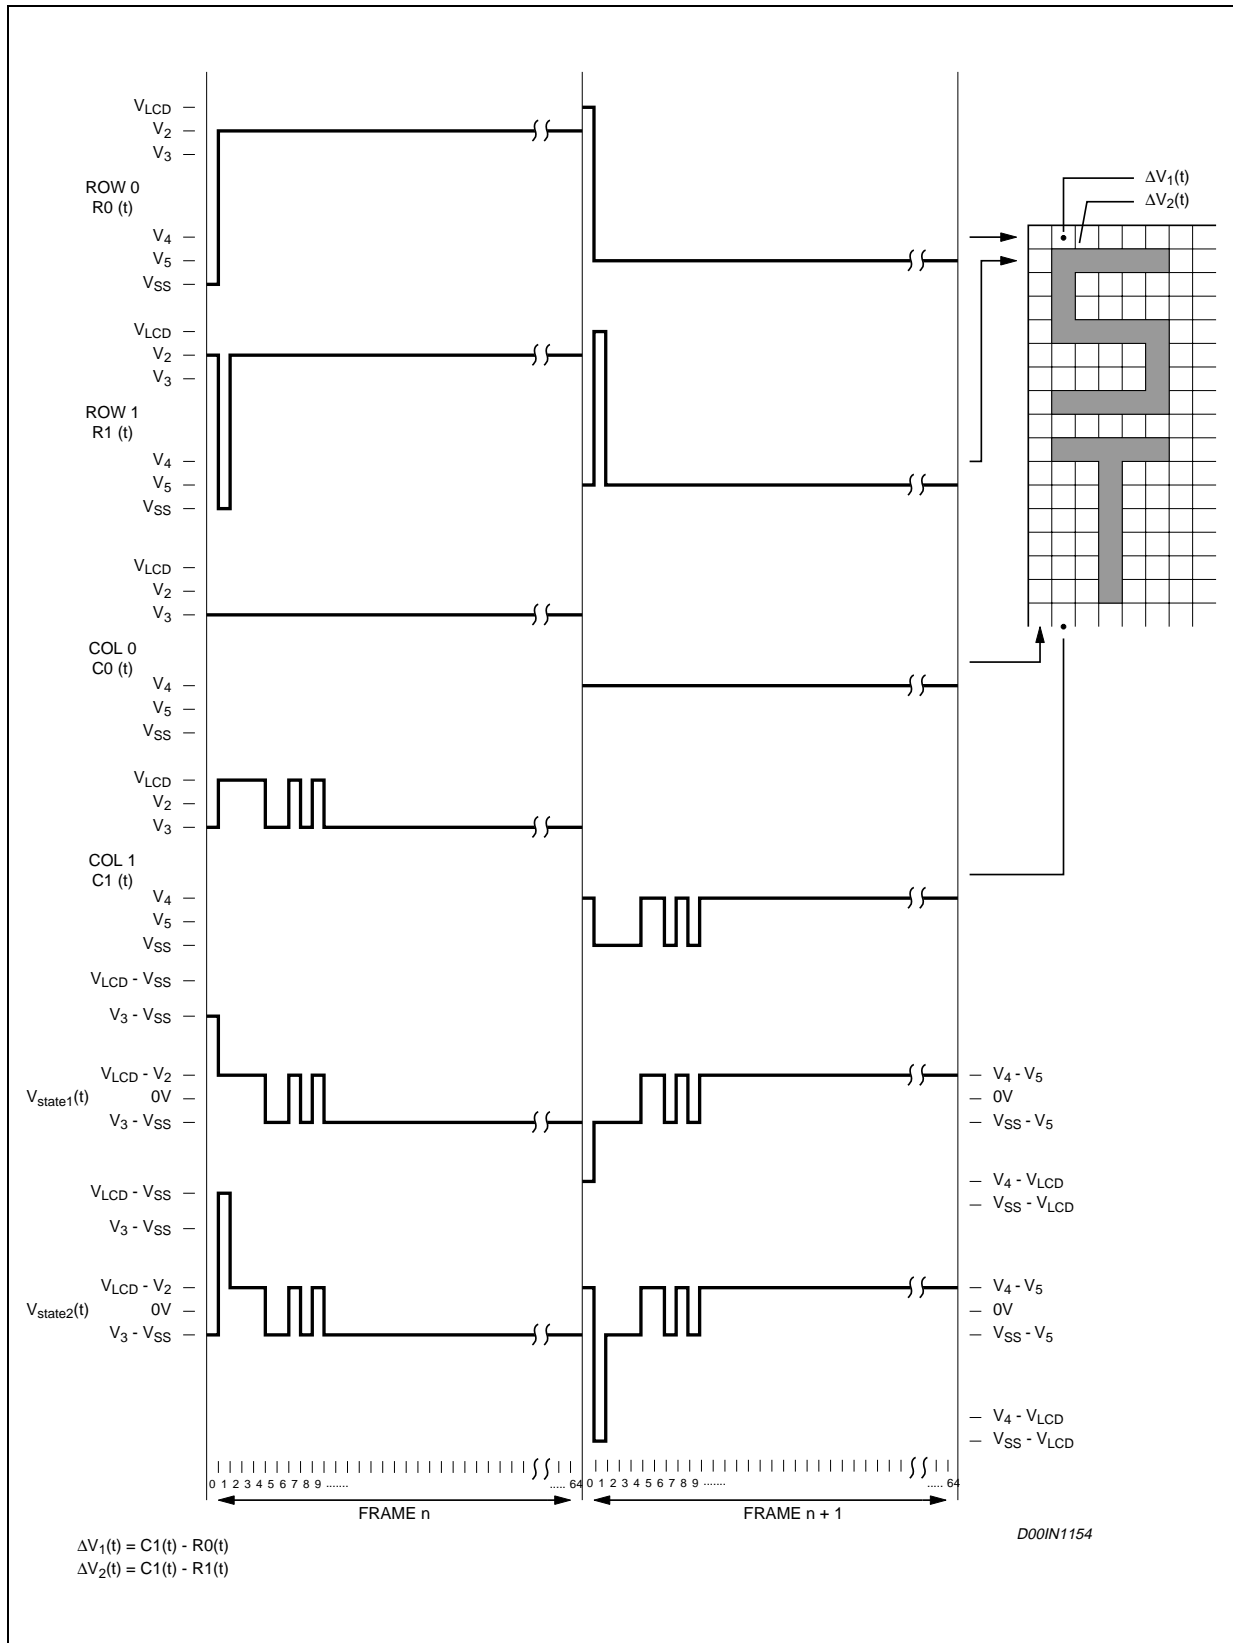 VLCD
V2
V3
ROW 0
R0 (t)
V4
V5
VSS
ΔV1(t)
ΔV2(t)
VLCD
V2
V3
ROW 1
R1 (t)
V4
V5
VSS
VLCD
V2
V3
COL 0
C0 (t)
V4
V5
VSS
VLCD
V2
V3
COL 1
C1 (t)
V4
V5
VSS
VLCD - VSS
V3 - VSS
VLCD - V2
Vstate1(t) 0V
V3 - VSS
V4 - V5
0V
VSS - V5
V4 - VLCD
VSS - VLCD
VLCD - VSS
V3 - VSS
VLCD - V2
Vstate2(t) 0V
V3 - VSS
V4 - V5
0V
VSS - V5
V4 - VLCD
VSS - VLCD
0 1 2 3 4 5 6 7 8 9 ....... ..... 64 0 1 2 3 4 5 6 7 8 9 ....... ..... 64
FRAME n FRAME n + 1
D00IN1154
ΔV1(t) = C1(t) - R0(t)
ΔV2(t) = C1(t) - R1(t)